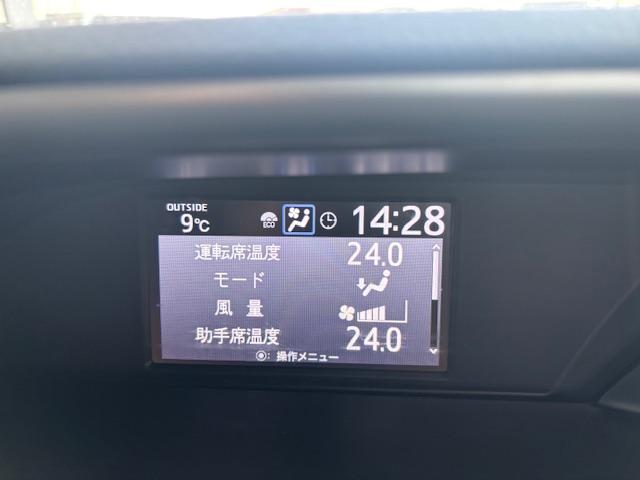 OUTSIDE
9℃ ECO 14:28
運転席温度 24.0
モード
風量
助手席温度 24.0
◉: 操作メニュー